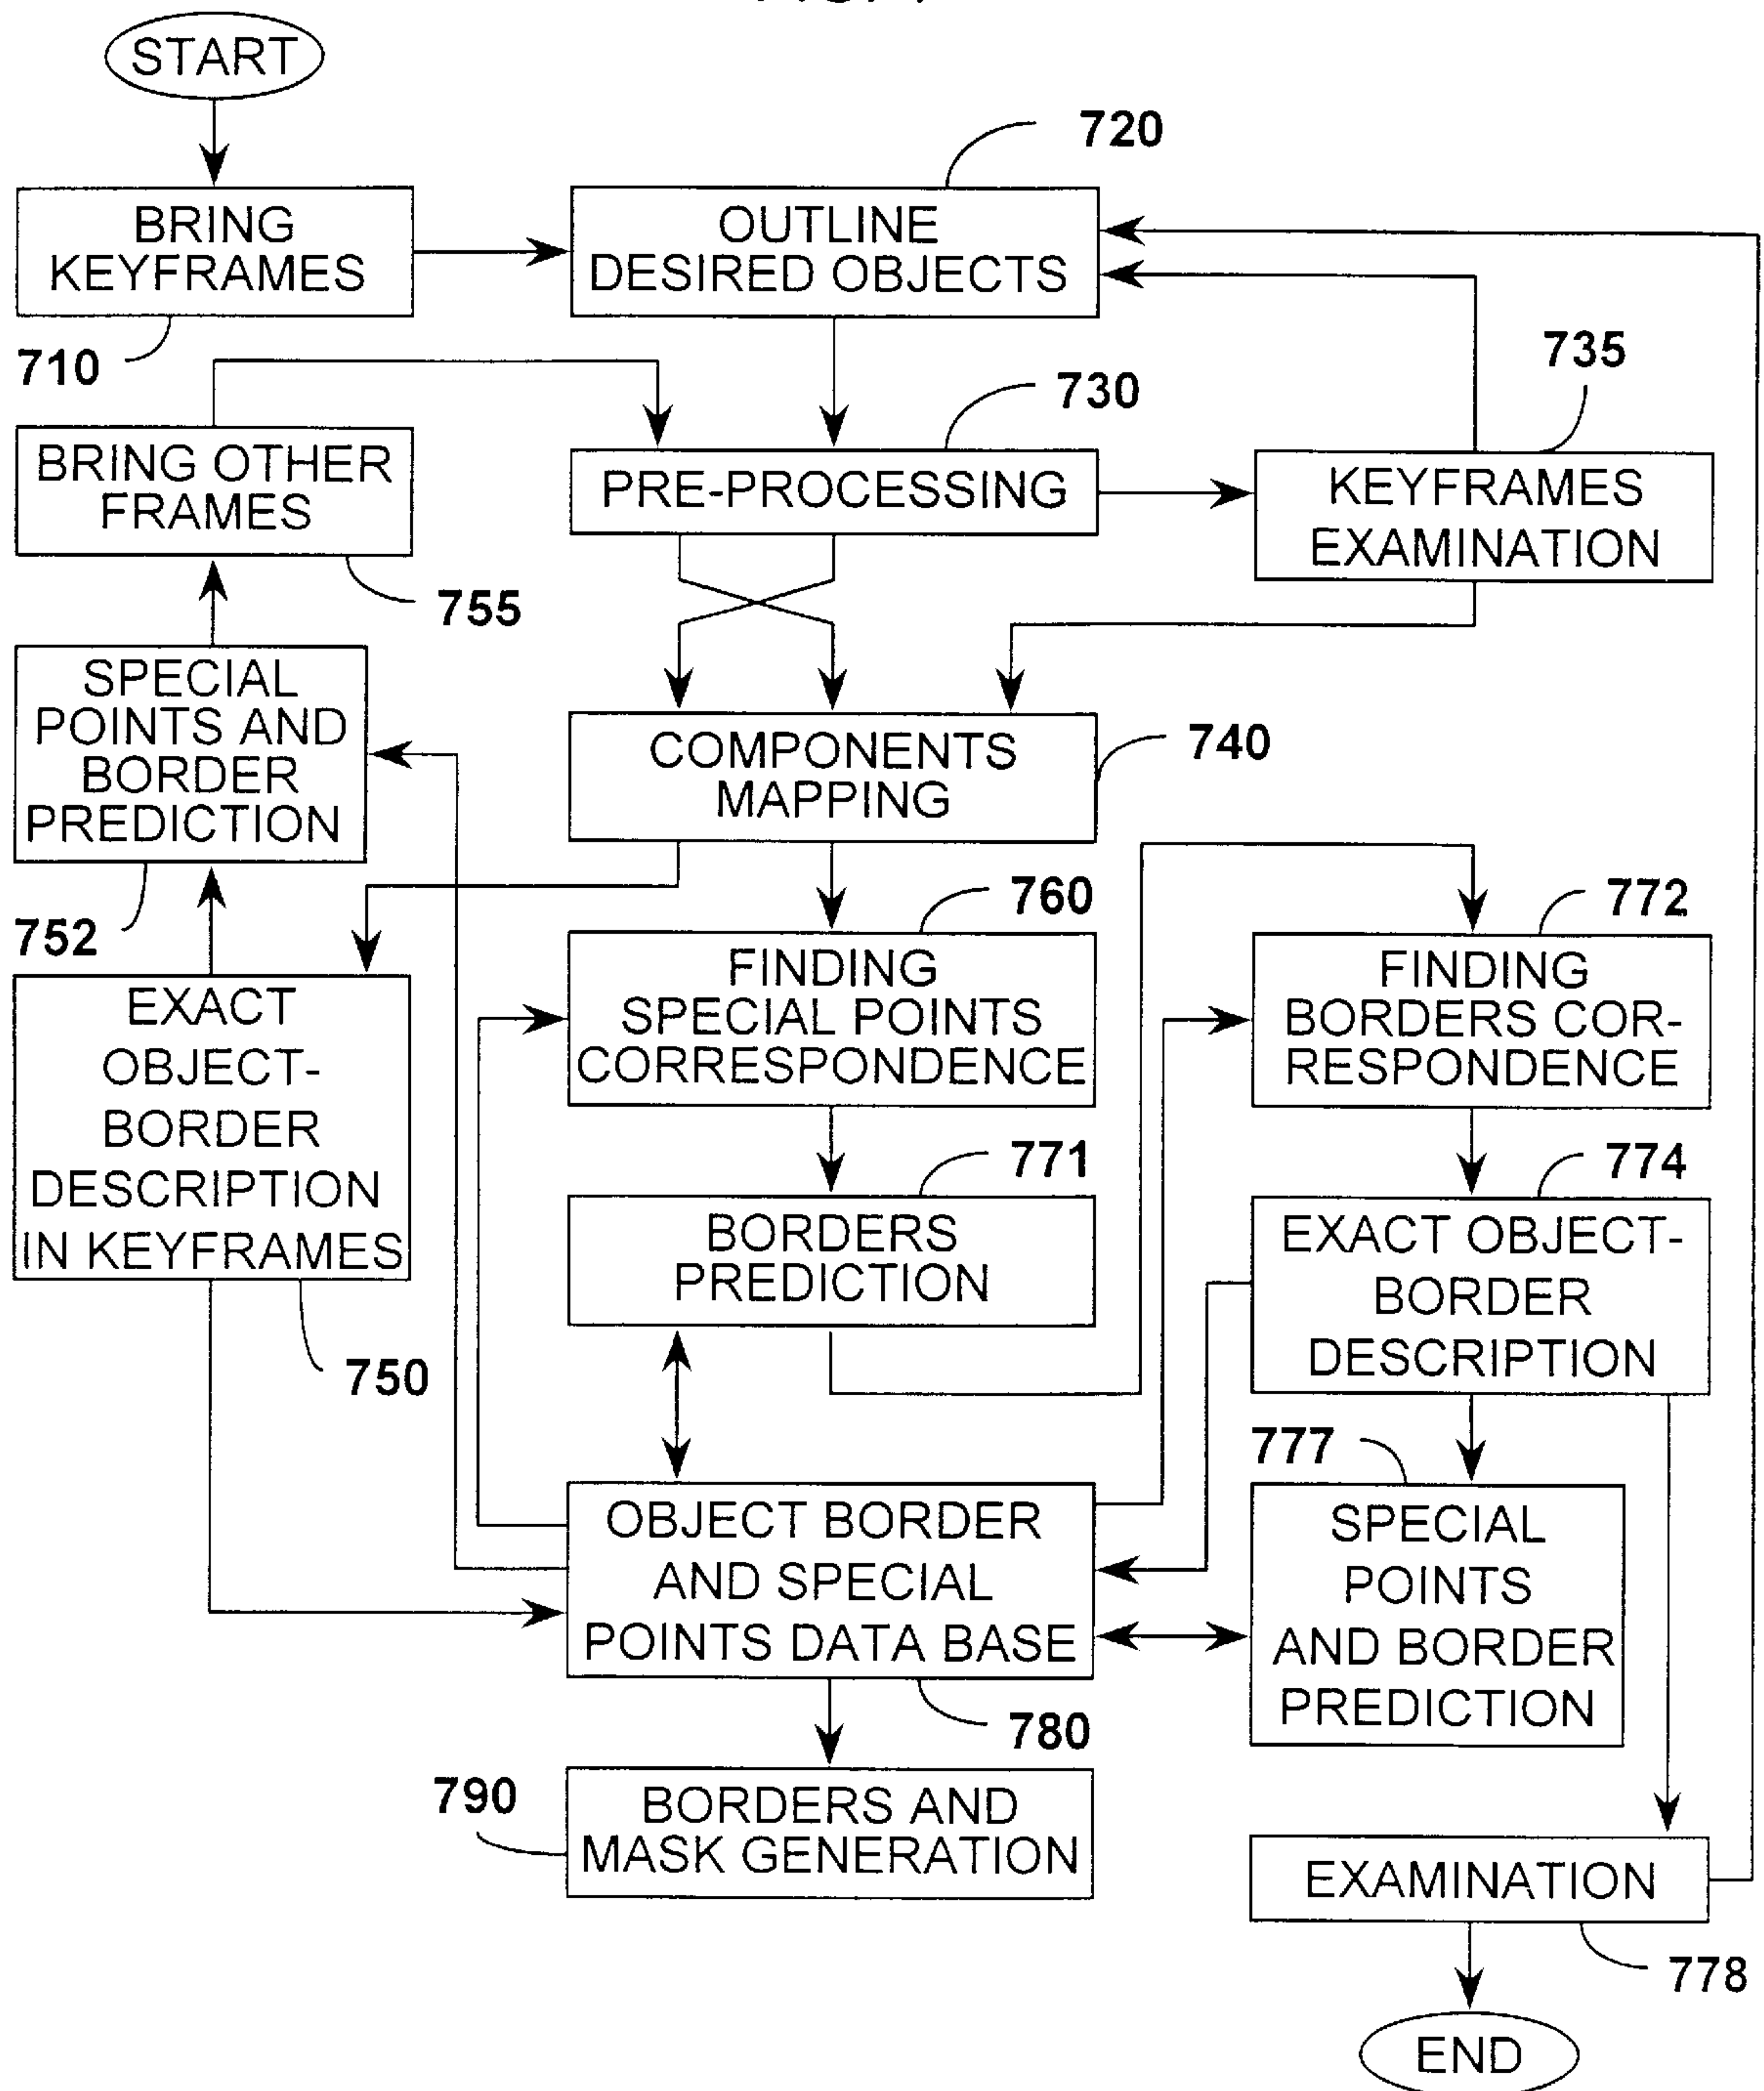 START
720
BRING
KEYFRAMES
OUTLINE
DESIRED OBJECTS
710
735
730
BRING OTHER
FRAMES
PRE-PROCESSING
KEYFRAMES
EXAMINATION
755
SPECIAL
POINTS AND
BORDER
PREDICTION
COMPONENTS
MAPPING
740
752
760
772
EXACT
OBJECT-
BORDER
DESCRIPTION
IN KEYFRAMES
FINDING
SPECIAL POINTS
CORRESPONDENCE
FINDING
BORDERS COR-
RESPONDENCE
771
774
BORDERS
PREDICTION
EXACT OBJECT-
BORDER
DESCRIPTION
750
777
OBJECT BORDER
AND SPECIAL
POINTS DATA BASE
SPECIAL
POINTS
AND BORDER
PREDICTION
780
790
BORDERS AND
MASK GENERATION
EXAMINATION
778
END